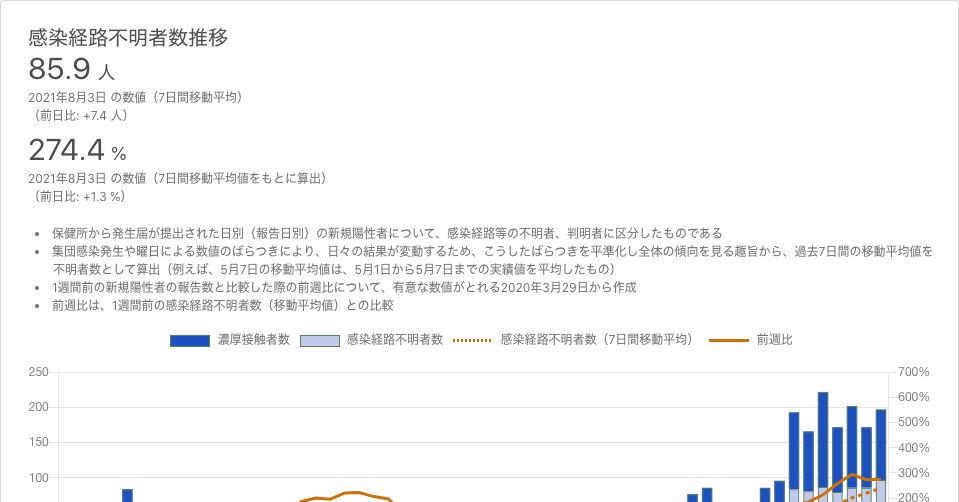 感染経路不明者数推移
85.9 人
2021年8月3日 の数値（7日間移動平均）
（前日比: +7.4 人）
274.4 %
2021年8月3日 の数値（7日間移動平均値をもとに算出）
（前日比: +1.3 %）
• 保健所から発生届が提出された日別（報告日別）の新規陽性者について、感染経路等の不明者、判明者に区分したものである
• 集団感染発生や曜日による数値のばらつきにより、日々の結果が変動するため、こうしたばらつきを平準化し全体の傾向を見る趣旨から、過去7日間の移動平均値を
不明者数として算出（例えば、5月7日の移動平均値は、5月1日から5月7日までの実績値を平均したもの）
• 1週間前の新規陽性者の報告数と比較した際の前週比について、有意な数値がとれる2020年3月29日から作成
• 前週比は、1週間前の感染経路不明者数（移動平均値）との比較
濃厚接触者数 感染経路不明者数 感染経路不明者数（7日間移動平均） 前週比
250 700%
600%
200 500%
150 400%
300%
100 200%